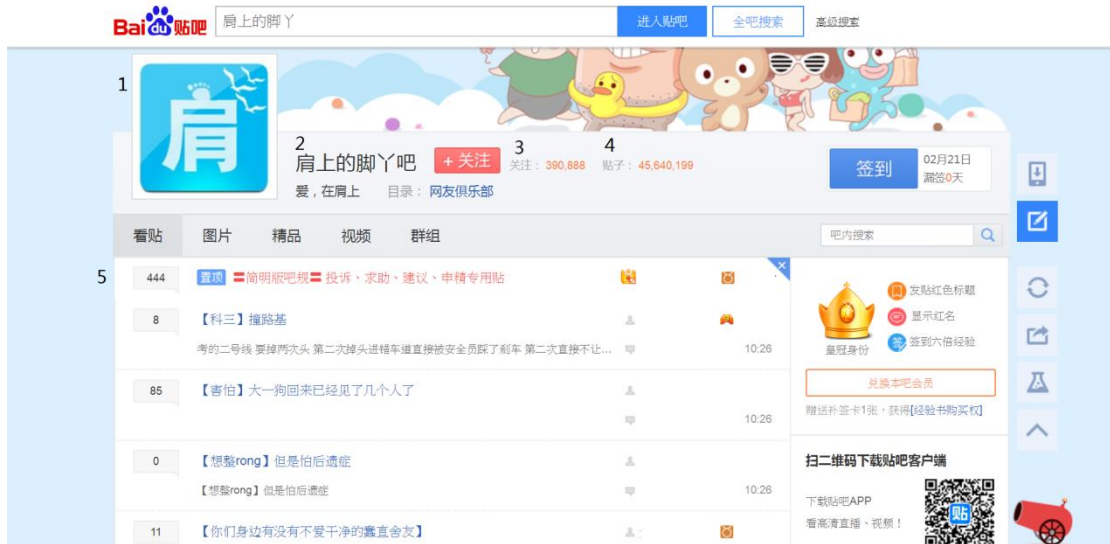 Bai du 贴吧 肩上的脚丫 进入贴吧 全吧搜索 高级搜索
1
肩
2 3 4
肩上的脚丫吧 +关注 关注：390,888 贴子：45,640,199
爱，在肩上 目录：网友俱乐部
签到 02月21日
漏签0天
看贴 图片 精品 视频 群组 吧内搜索
5 444 置顶 〓简明版吧规〓 投诉、求助、建议、申精专用贴
8 【科三】撞路基
考的二号线 要掉两次头 第二次掉头进错车道直接被安全员踩了刹车 第二次直接不让... 10:26
85 【害怕】大一狗回来已经见了几个人了
10:26
0 【想整rong】但是怕后遗症
【想整rong】但是怕后遗症 10:26
11 【你们身边有没有不爱干净的蠢直舍友】
皇冠身份
发贴红色标题
显示红名
签到六倍经验
兑换本吧会员
赠送补签卡1张，获得[经验书购买权]
扫二维码下载贴吧客户端
下载贴吧APP
看高清直播、视频！
贴